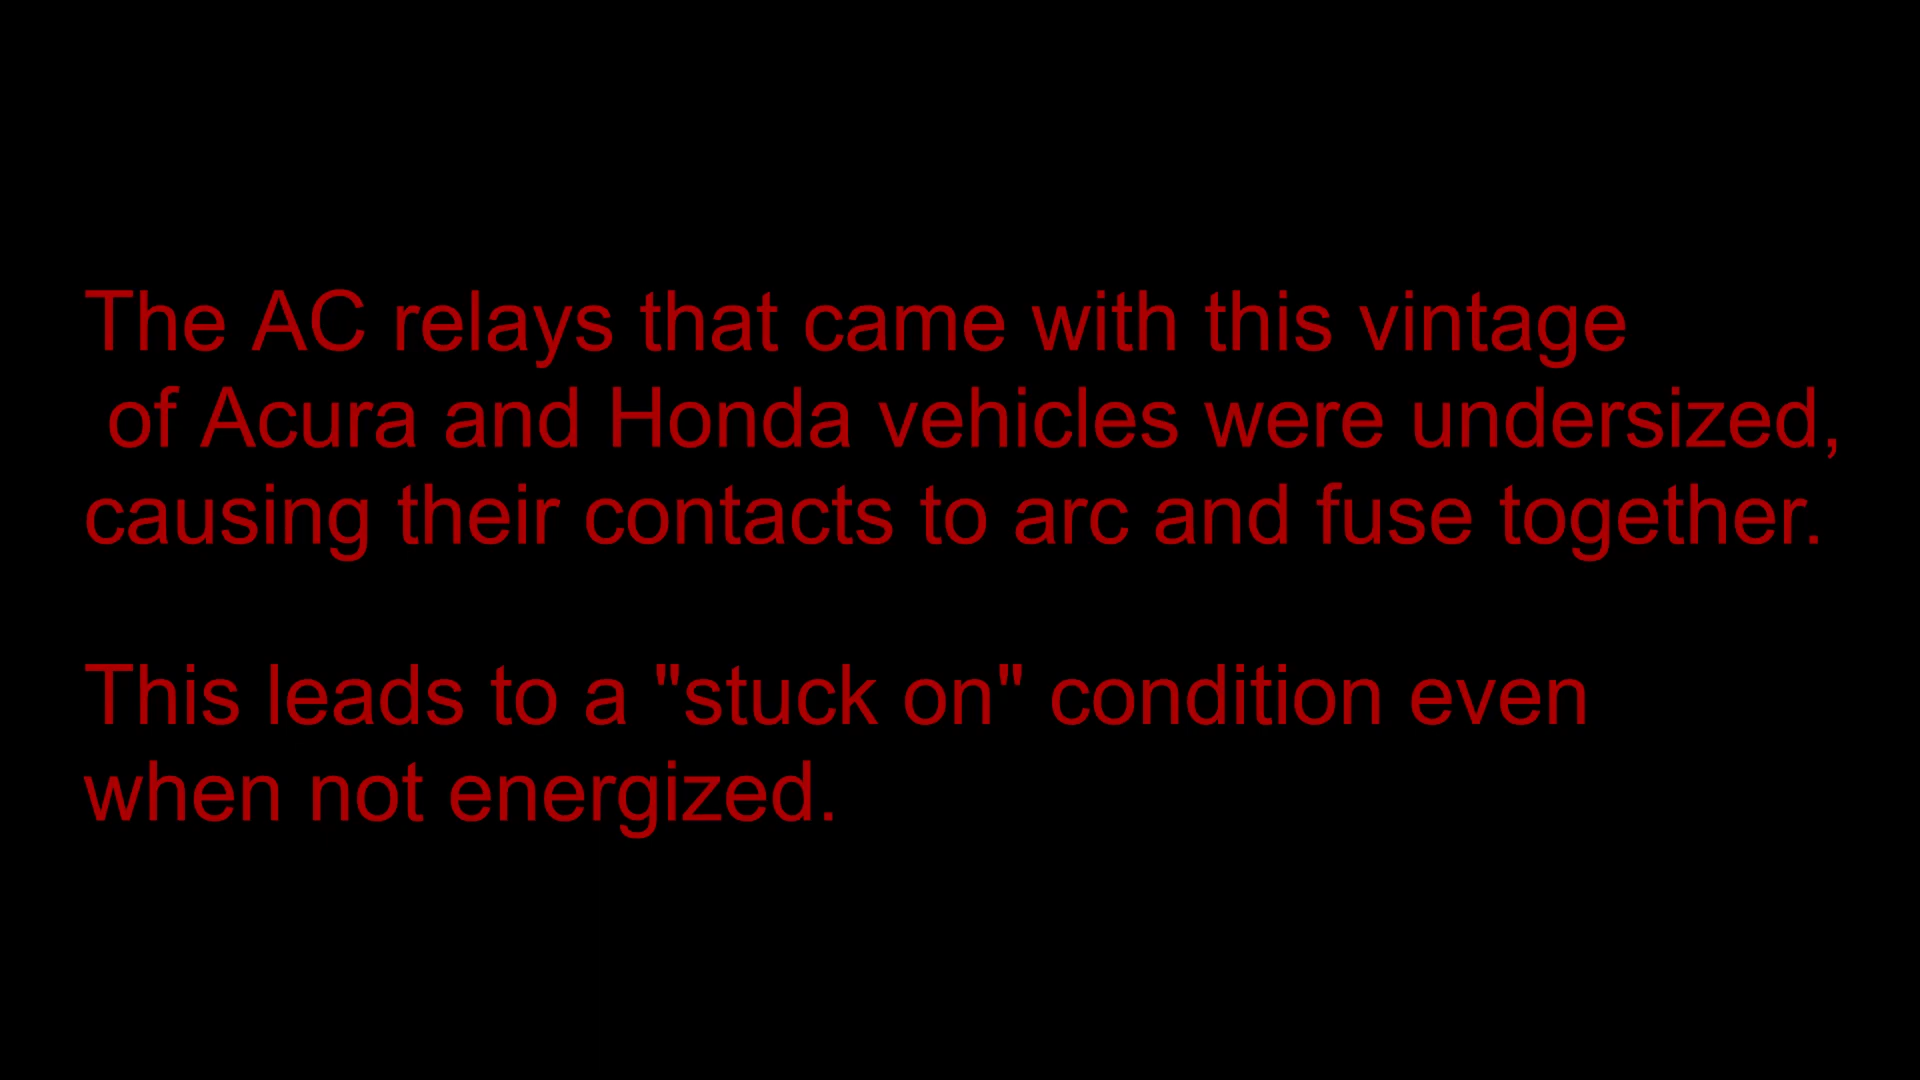 The AC relays that came with this vintage
of Acura and Honda vehicles were undersized,
causing their contacts to arc and fuse together.
This leads to a "stuck on" condition even
when not energized.